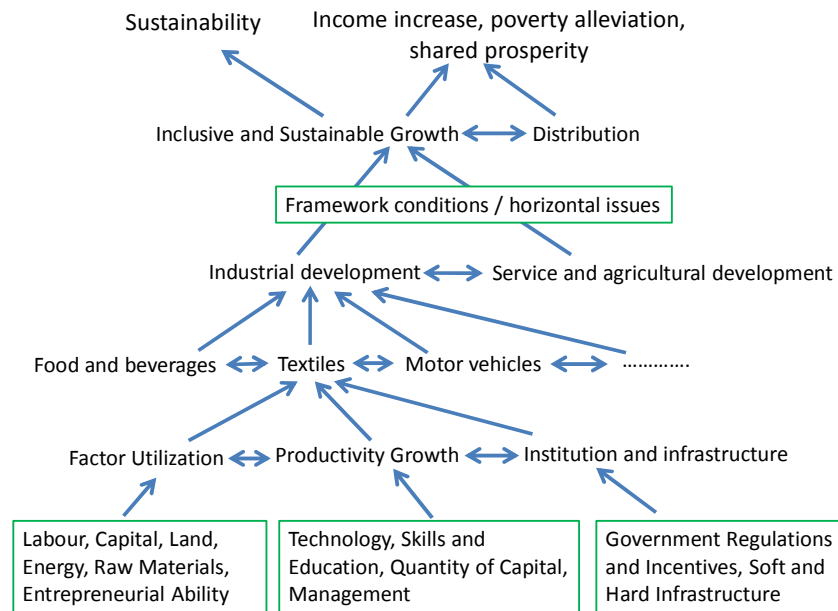 Sustainability
Income increase, poverty alleviation,
shared prosperity
Inclusive and Sustainable Growth
Distribution
Framework conditions / horizontal issues
Industrial development
Service and agricultural development
Food and beverages
Textiles
Motor vehicles
………….
Factor Utilization
Productivity Growth
Institution and infrastructure
Labour, Capital, Land,
Energy, Raw Materials,
Entrepreneurial Ability
Technology, Skills and
Education, Quantity of Capital,
Management
Government Regulations
and Incentives, Soft and
Hard Infrastructure